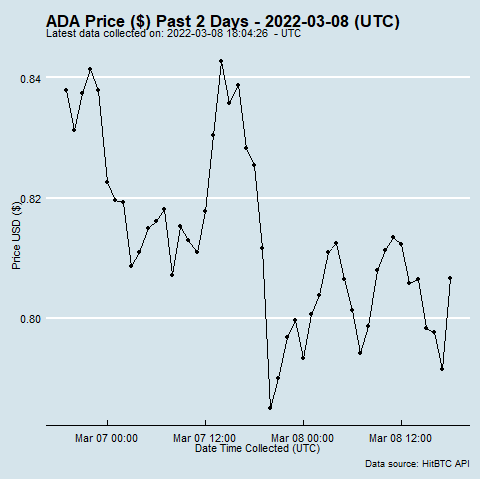 ADA Price ($) Past 2 Days - 2022-03-08 (UTC)
Latest data collected on: 2022-03-08 18:04:26  - UTC
0.84
0.82
0.80
Price USD ($)
Mar 07 00:00 Mar 07 12:00 Mar 08 00:00 Mar 08 12:00
Date Time Collected (UTC)
Data source: HitBTC API